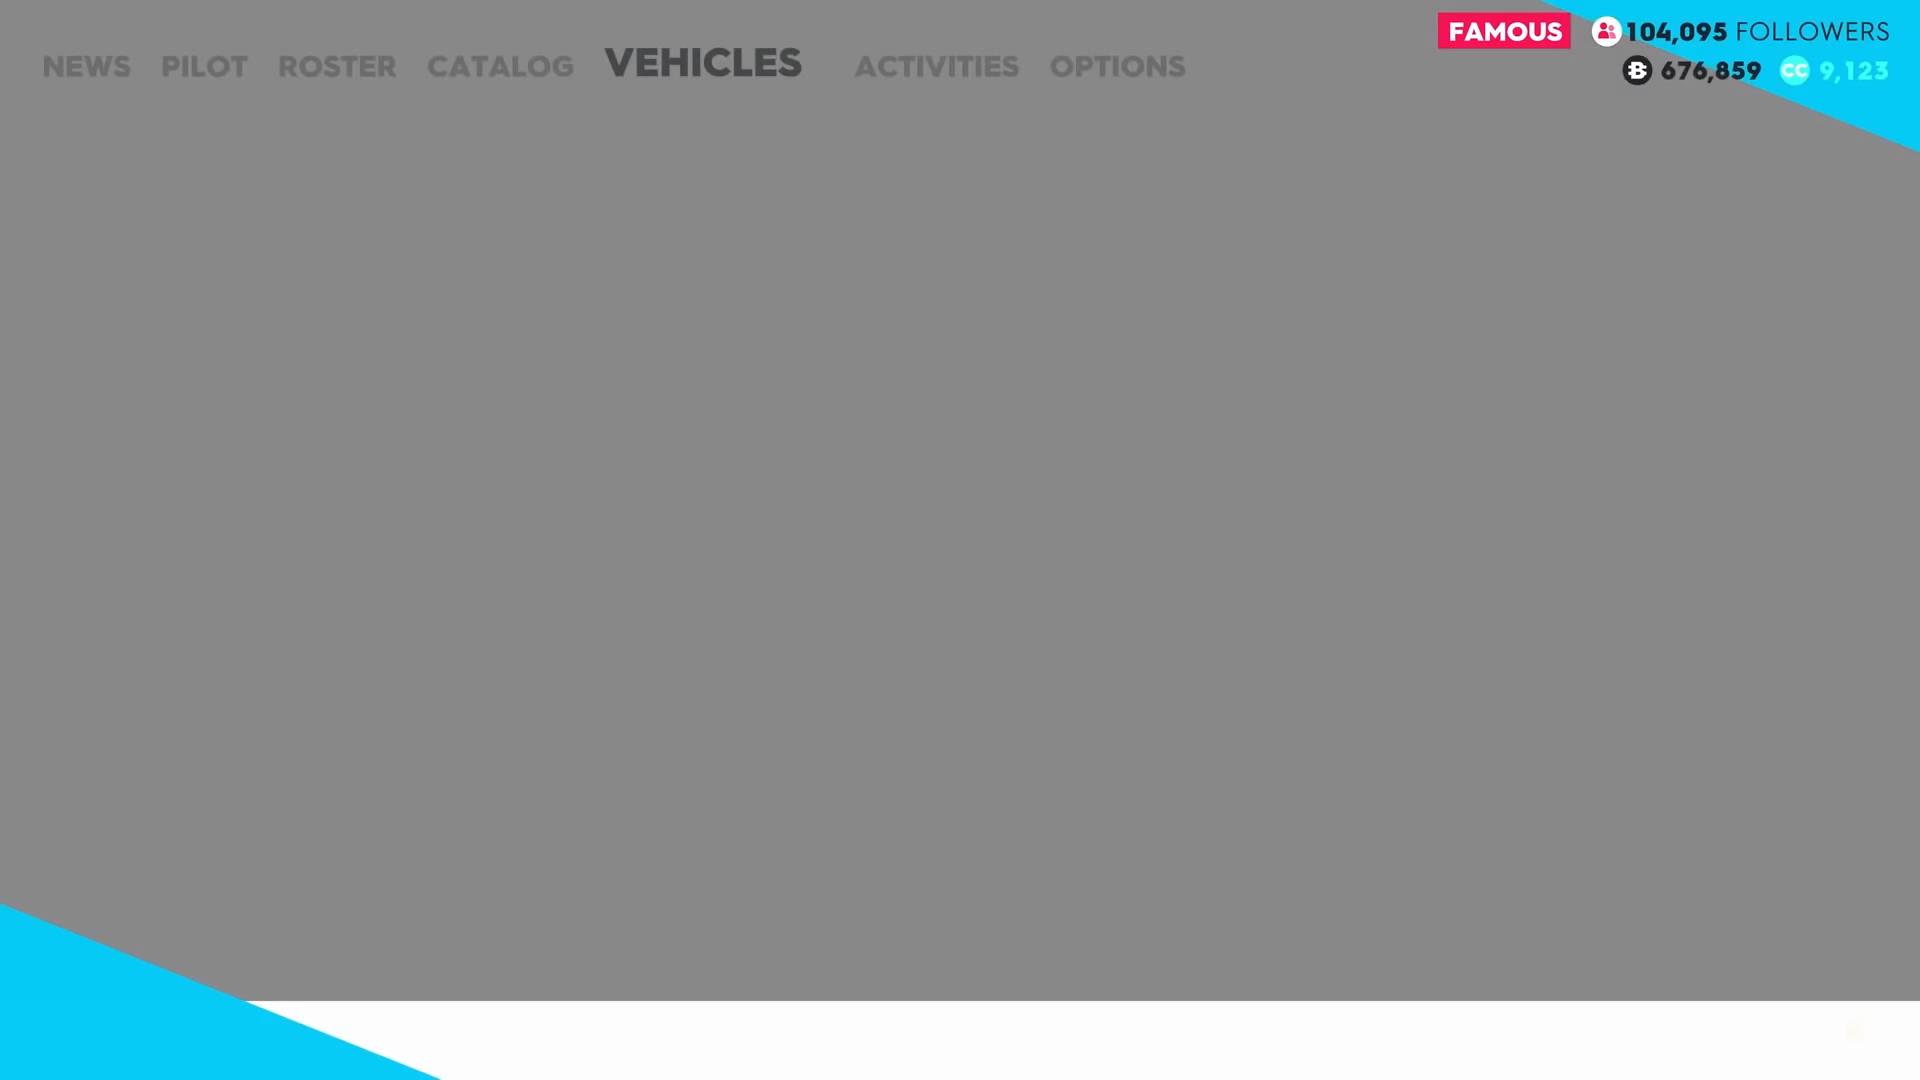 NEWS PILOT ROSTER CATALOG VEHICLES ACTIVITIES OPTIONS
FAMOUS 104,095 FOLLOWERS
676,859 CC 9,123